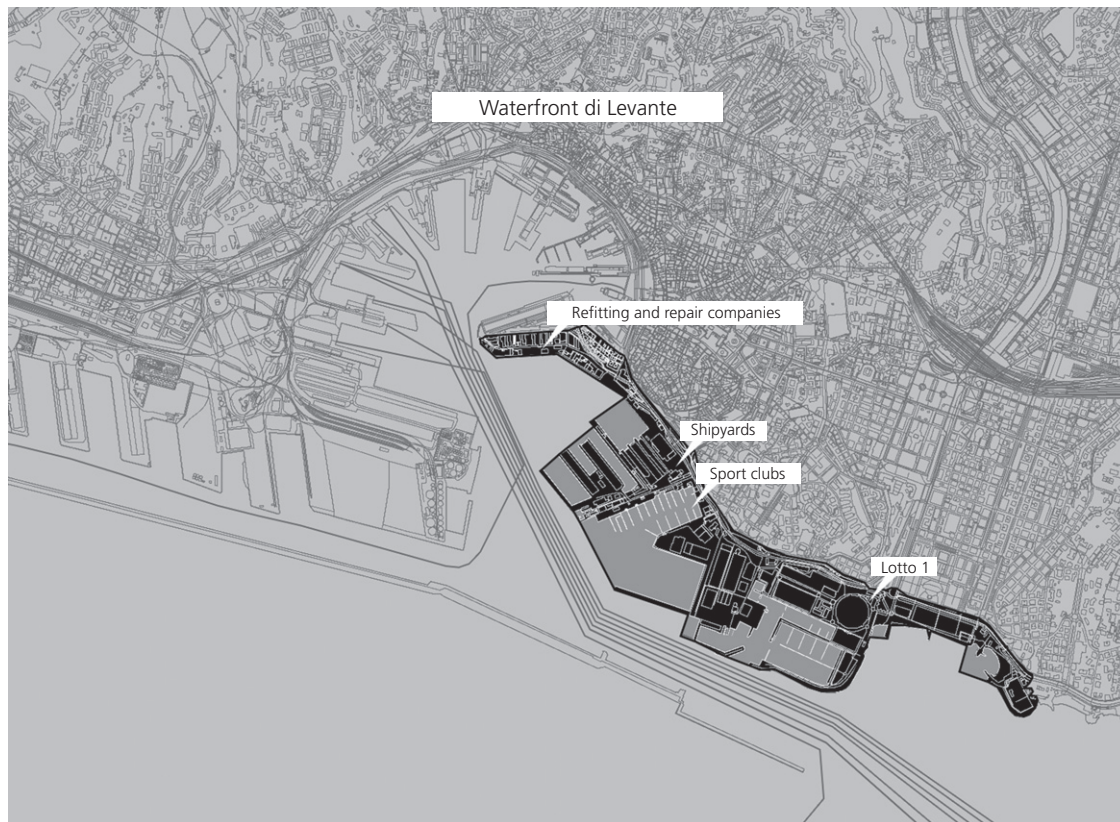 Waterfront di Levante
Refitting and repair companies
Shipyards
Sport clubs
Lotto 1